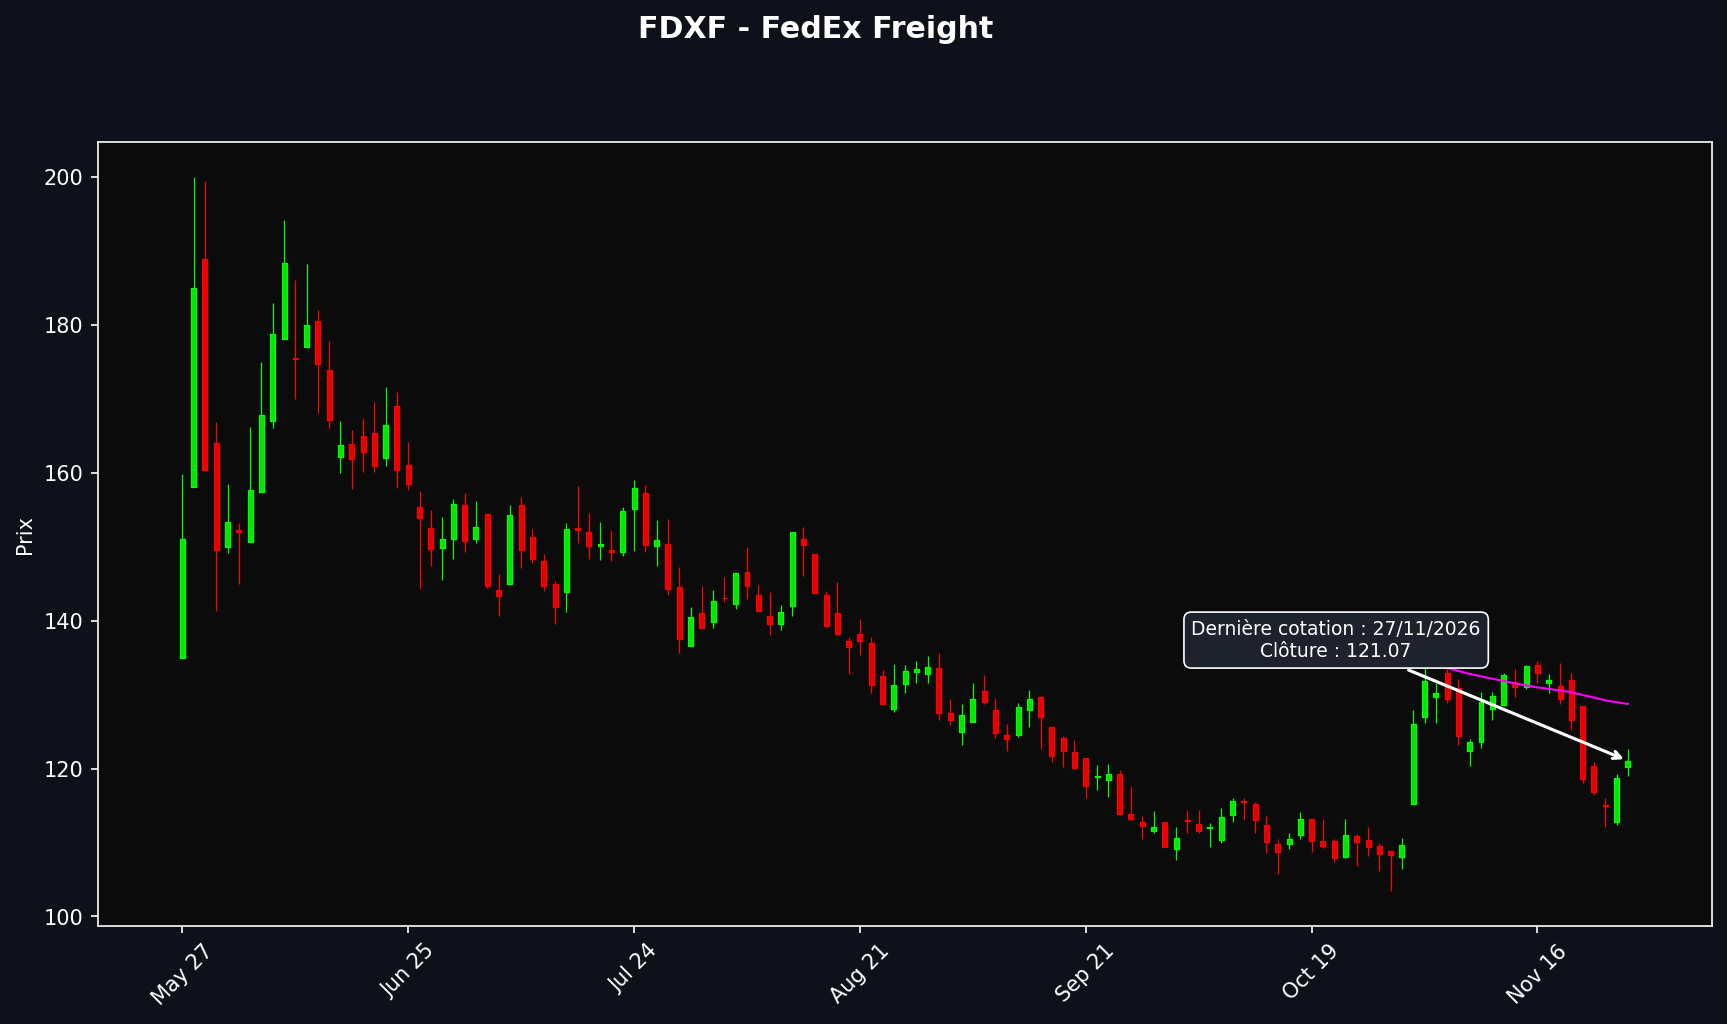 FDXF - FedEx Freight
Prix
200
180
160
140
120
100
Dernière cotation : 27/11/2026
Clôture : 121.07
May 27
Jun 25
Jul 24
Aug 21
Sep 21
Oct 19
Nov 16